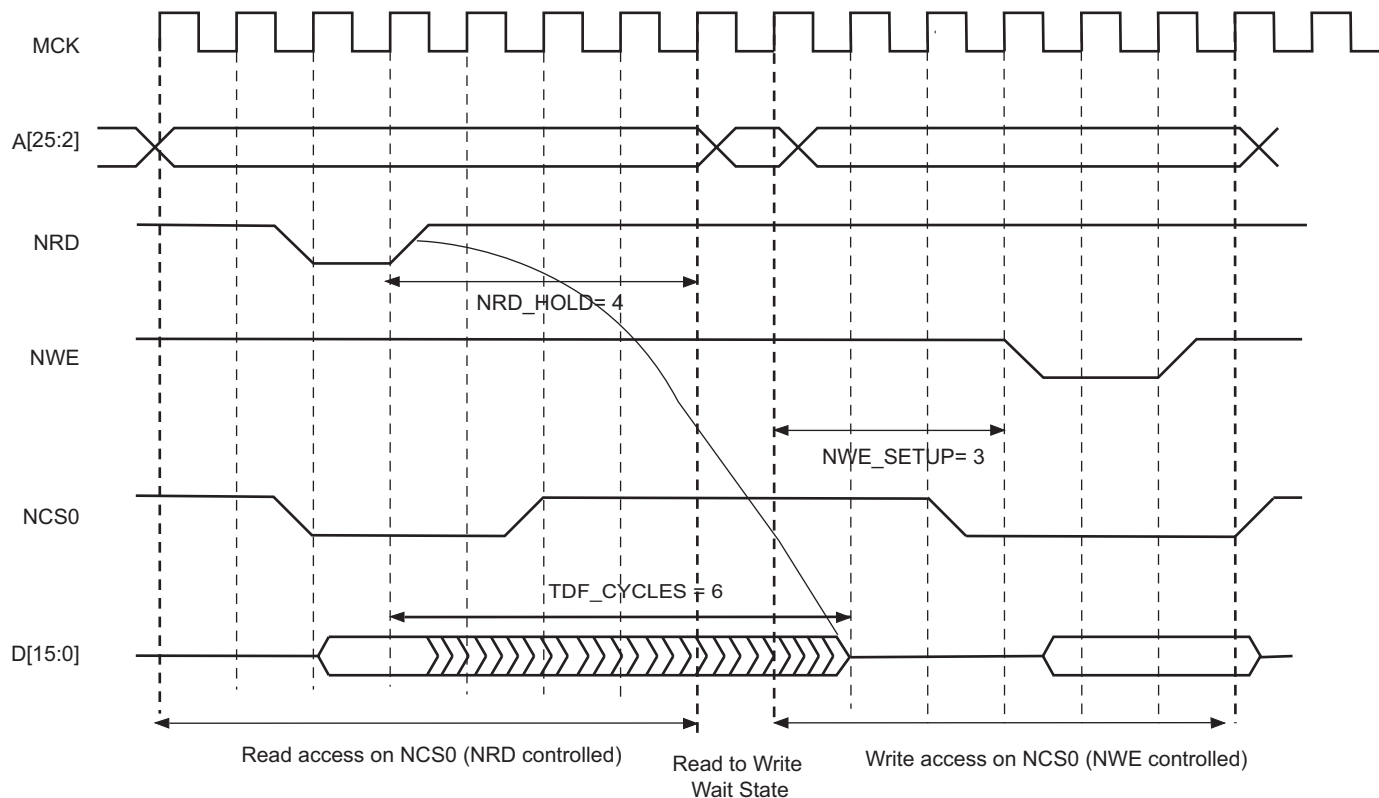 MCK
A[25:2]
NRD
NRD_HOLD= 4
NWE
NWE_SETUP= 3
NCS0
TDF_CYCLES = 6
D[15:0]
Read access on NCS0 (NRD controlled)
Read to Write
Wait State
Write access on NCS0 (NWE controlled)